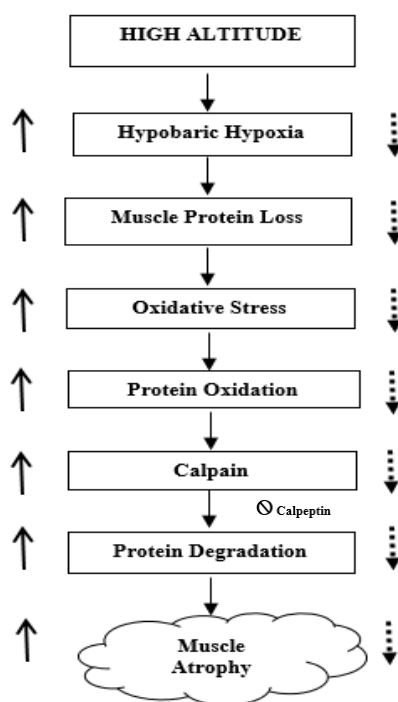 HIGH ALTITUDE
Hypobaric Hypoxia
Muscle Protein Loss
Oxidative Stress
Protein Oxidation
Calpain
Calpeptin
Protein Degradation
Muscle
Atrophy